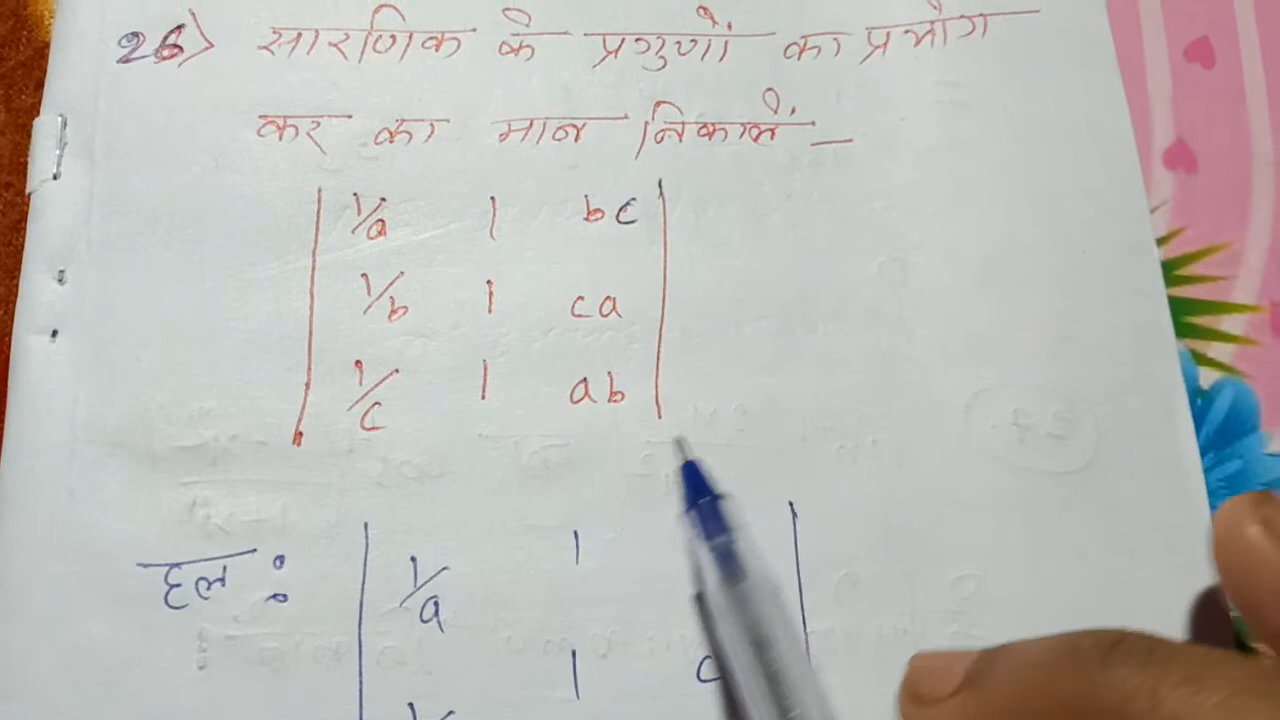 26> सारणिक के प्रगुणों का प्रयोग
कर का मान निकालें –
1/a 1 bc
1/b 1 ca
1/c 1 ab
हल : 1/a 1
1 c